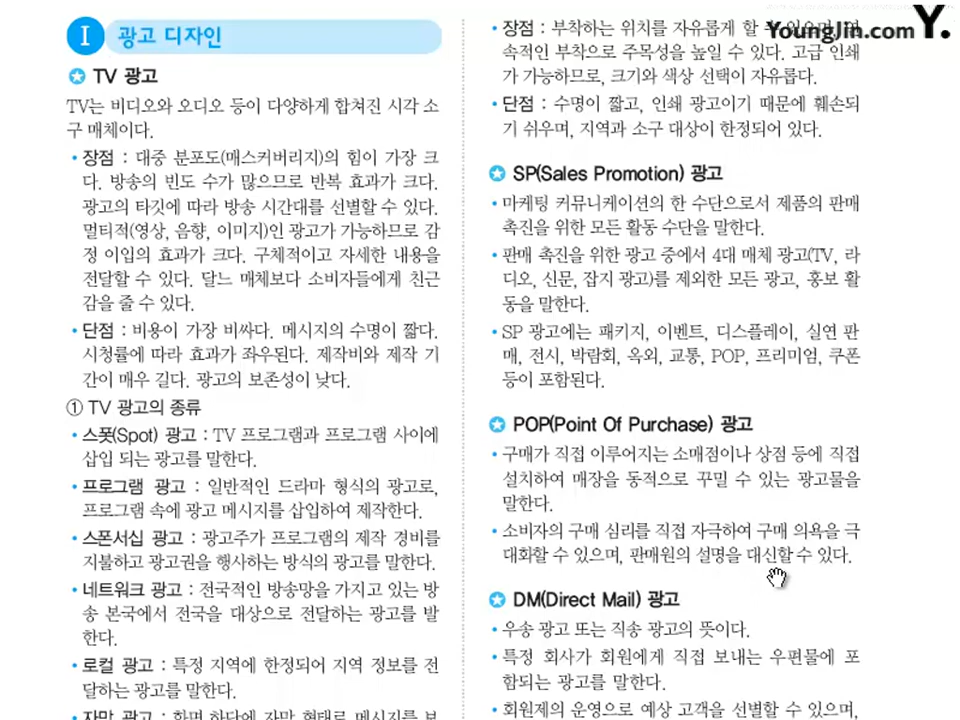 Ⅰ 광고 디자인
TV 광고
TV는 비디오와 오디오 등이 다양하게 합쳐진 시각 소
구 매체이다.
• 장점 : 대중 분포도(매스커버리지)의 힘이 가장 크
다. 방송의 빈도 수가 많으므로 반복 효과가 크다.
광고의 타깃에 따라 방송 시간대를 선별할 수 있다.
멀티적(영상, 음향, 이미지)인 광고가 가능하므로 감
정 이입의 효과가 크다. 구체적이고 자세한 내용을
전달할 수 있다. 달느 매체보다 소비자들에게 친근
감을 줄 수 있다.
• 단점 : 비용이 가장 비싸다. 메시지의 수명이 짧다.
시청률에 따라 효과가 좌우된다. 제작비와 제작 기
간이 매우 길다. 광고의 보존성이 낮다.
① TV 광고의 종류
• 스폿(Spot) 광고 : TV 프로그램과 프로그램 사이에
삽입 되는 광고를 말한다.
• 프로그램 광고 : 일반적인 드라마 형식의 광고로,
프로그램 속에 광고 메시지를 삽입하여 제작한다.
• 스폰서십 광고 : 광고주가 프로그램의 제작 경비를
지불하고 광고권을 행사하는 방식의 광고를 말한다.
• 네트워크 광고 : 전국적인 방송망을 가지고 있는 방
송 본국에서 전국을 대상으로 전달하는 광고를 발
한다.
• 로컬 광고 : 특정 지역에 한정되어 지역 정보를 전
달하는 광고를 말한다.
• 자막 광고 : 화면 하단에 자막 형태로 메시지를 보
YoungJin.com Y.
• 장점 : 부착하는 위치를 자유롭게 할 수 있으며,
속적인 부착으로 주목성을 높일 수 있다. 고급 인쇄
가 가능하므로, 크기와 색상 선택이 자유롭다.
• 단점 : 수명이 짧고, 인쇄 광고이기 때문에 훼손되
기 쉬우며, 지역과 소구 대상이 한정되어 있다.
SP(Sales Promotion) 광고
• 마케팅 커뮤니케이션의 한 수단으로서 제품의 판매
촉진을 위한 모든 활동 수단을 말한다.
• 판매 촉진을 위한 광고 중에서 4대 매체 광고(TV, 라
디오, 신문, 잡지 광고)를 제외한 모든 광고, 홍보 활
동을 말한다.
• SP 광고에는 패키지, 이벤트, 디스플레이, 실연 판
매, 전시, 박람회, 옥외, 교통, POP, 프리미엄, 쿠폰
등이 포함된다.
POP(Point Of Purchase) 광고
• 구매가 직접 이루어지는 소매점이나 상점 등에 직접
설치하여 매장을 동적으로 꾸밀 수 있는 광고물을
말한다.
• 소비자의 구매 심리를 직접 자극하여 구매 의욕을 극
대화할 수 있으며, 판매원의 설명을 대신할 수 있다.
DM(Direct Mail) 광고
• 우송 광고 또는 직송 광고의 뜻이다.
• 특정 회사가 회원에게 직접 보내는 우편물에 포
함되는 광고를 말한다.
• 회원제의 운영으로 예상 고객을 선별할 수 있으며,